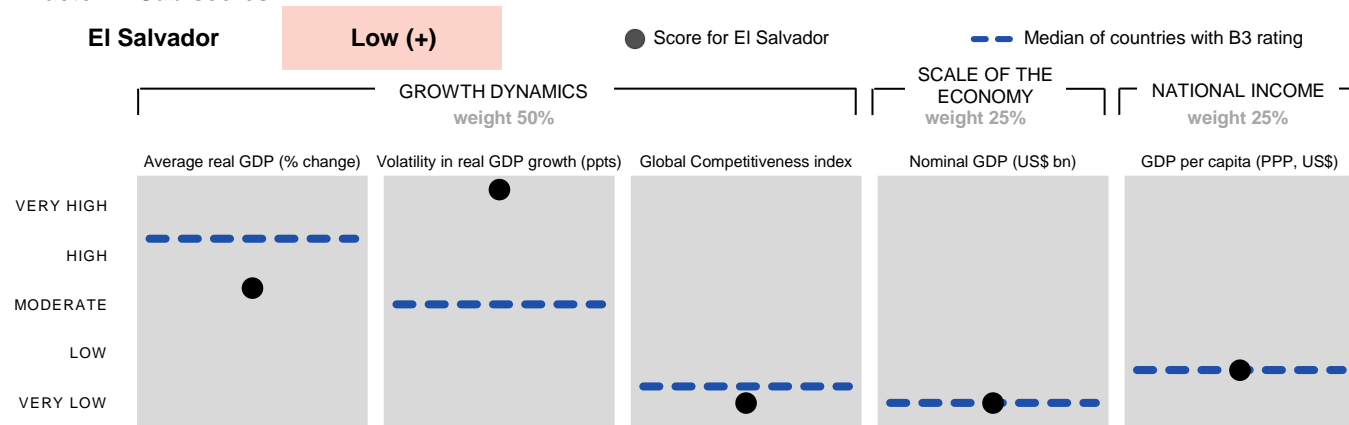 El Salvador
Low (+)
Score for El Salvador
Median of countries with B3 rating
GROWTH DYNAMICS
weight 50%
SCALE OF THE
ECONOMY
weight 25%
NATIONAL INCOME
weight 25%
Average real GDP (% change)
Volatility in real GDP growth (ppts)
Global Competitiveness index
Nominal GDP (US$ bn)
GDP per capita (PPP, US$)
VERY HIGH
HIGH
MODERATE
LOW
VERY LOW